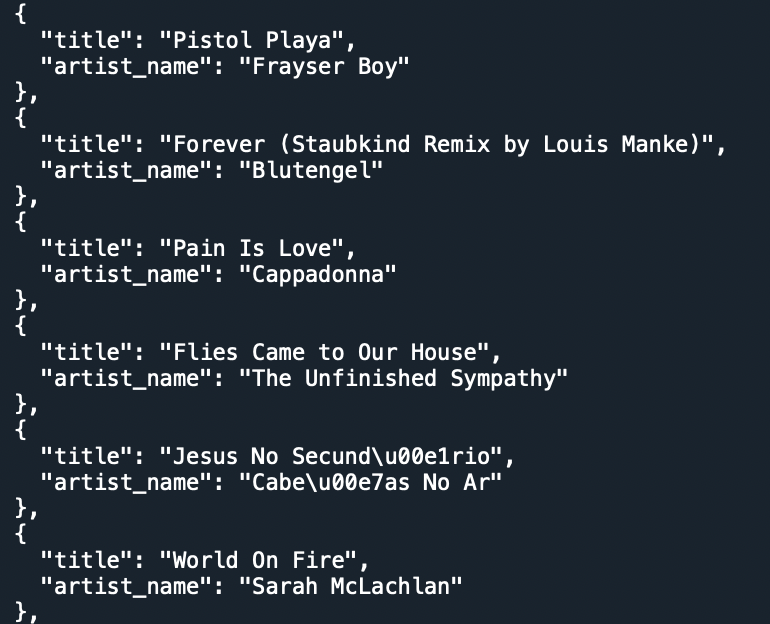 {
  "title": "Pistol Playa",
  "artist_name": "Frayser Boy"
},
{
  "title": "Forever (Staubkind Remix by Louis Manke)",
  "artist_name": "Blutengel"
},
{
  "title": "Pain Is Love",
  "artist_name": "Cappadonna"
},
{
  "title": "Flies Came to Our House",
  "artist_name": "The Unfinished Sympathy"
},
{
  "title": "Jesus No Secund\u00e1rio",
  "artist_name": "Cabe\u00e7as No Ar"
},
{
  "title": "World On Fire",
  "artist_name": "Sarah McLachlan"
},